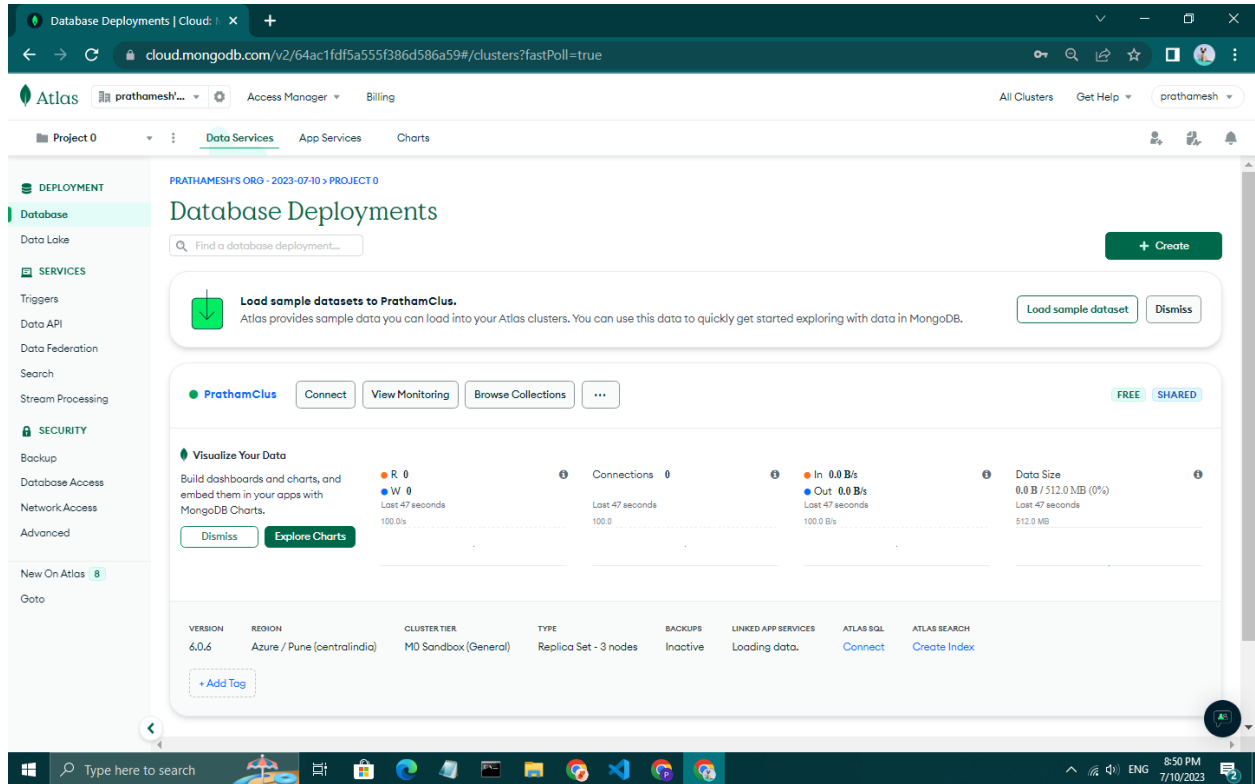 Database Deployments | Cloud: M
cloud.mongodb.com/v2/64ac1fdf5a555f386d586a59#/clusters?fastPoll=true
Atlas prathamesh'... Access Manager Billing All Clusters Get Help prathamesh
Project 0 Data Services App Services Charts
DEPLOYMENT
Database
Data Lake
SERVICES
Triggers
Data API
Data Federation
Search
Stream Processing
SECURITY
Backup
Database Access
Network Access
Advanced
New On Atlas 8
Goto
PRATHAMESH'S ORG - 2023-07-10 > PROJECT 0
Database Deployments
Find a database deployment...
+ Create
Load sample datasets to PrathamClus.
Atlas provides sample data you can load into your Atlas clusters. You can use this data to quickly get started exploring with data in MongoDB.
Load sample dataset Dismiss
PrathamClus Connect View Monitoring Browse Collections ... FREE SHARED
Visualize Your Data
Build dashboards and charts, and
embed them in your apps with
MongoDB Charts.
Dismiss Explore Charts
R 0
W 0
Last 47 seconds
100.0/s
Connections 0
Last 47 seconds
100.0
In 0.0 B/s
Out 0.0 B/s
Last 47 seconds
100.0 B/s
Data Size
0.0 B / 512.0 MB (0%)
Last 47 seconds
512.0 MB
VERSION REGION CLUSTER TIER TYPE BACKUPS LINKED APP SERVICES ATLAS SQL ATLAS SEARCH
6.0.6 Azure / Pune (centralindia) M0 Sandbox (General) Replica Set - 3 nodes Inactive Loading data. Connect Create Index
+ Add Tag
Type here to search
ENG
8:50 PM
7/10/2023
2